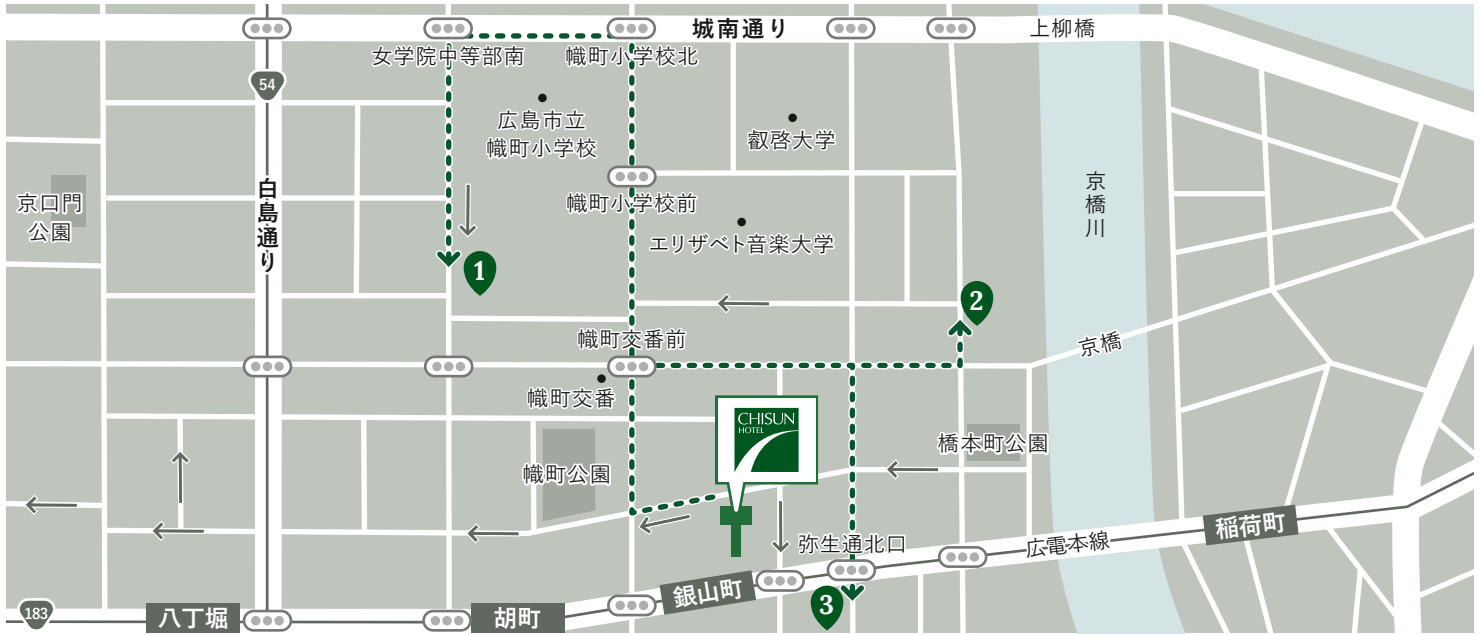 城南通り
上柳橋
女学院中等部南
幟町小学校北
54
広島市立
幟町小学校
叡啓大学
京口門
公園
白島通り
幟町小学校前
京橋川
エリザベト音楽大学
1
2
幟町交番前
京橋
幟町交番
CHISUN
HOTEL
幟町公園
橋本町公園
弥生通北口
広電本線
稲荷町
銀山町
3
183
八丁堀
胡町